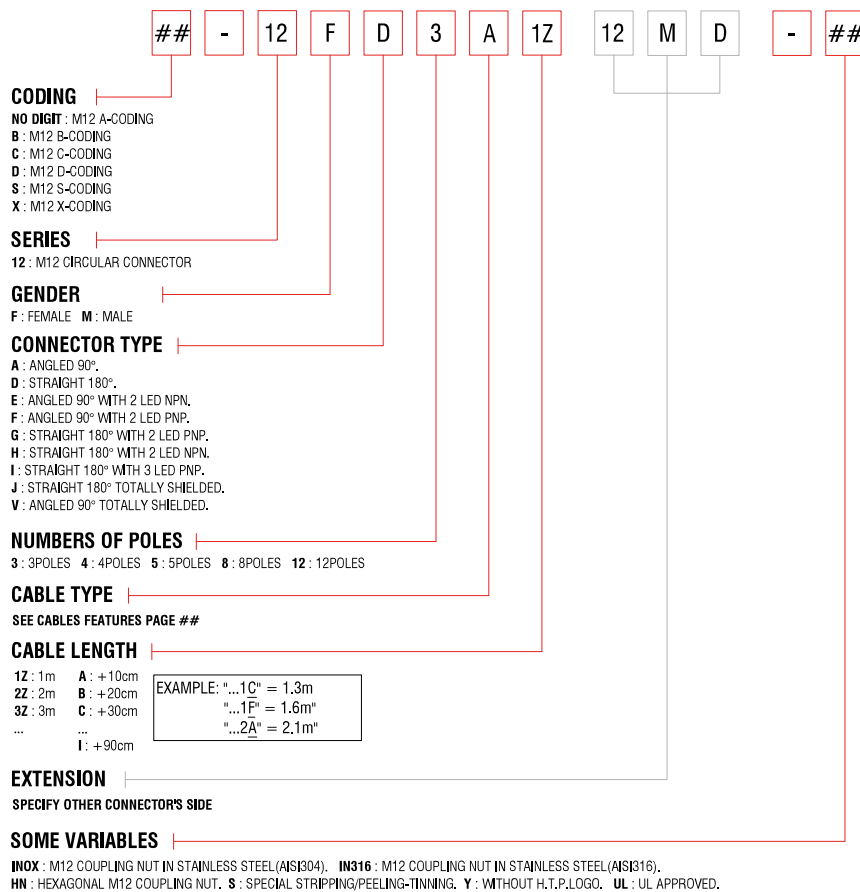 ## - 12 F D 3 A 1Z 12 M D - ##
CODING
NO DIGIT : M12 A-CODING
B : M12 B-CODING
C : M12 C-CODING
D : M12 D-CODING
S : M12 S-CODING
X : M12 X-CODING
SERIES
12 : M12 CIRCULAR CONNECTOR
GENDER
F : FEMALE M : MALE
CONNECTOR TYPE
A : ANGLED 90°.
D : STRAIGHT 180°.
E : ANGLED 90° WITH 2 LED NPN.
F : ANGLED 90° WITH 2 LED PNP.
G : STRAIGHT 180° WITH 2 LED PNP.
H : STRAIGHT 180° WITH 2 LED NPN.
I : STRAIGHT 180° WITH 3 LED PNP.
J : STRAIGHT 180° TOTALLY SHIELDED.
V : ANGLED 90° TOTALLY SHIELDED.
NUMBERS OF POLES
3 : 3POLES 4 : 4POLES 5 : 5POLES 8 : 8POLES 12 : 12POLES
CABLE TYPE
SEE CABLES FEATURES PAGE ##
CABLE LENGTH
1Z : 1m A : +10cm
2Z : 2m B : +20cm
3Z : 3m C : +30cm
... ...
I : +90cm
EXAMPLE: "...1C" = 1.3m
"...1F" = 1.6m"
"...2A" = 2.1m"
EXTENSION
SPECIFY OTHER CONNECTOR'S SIDE
SOME VARIABLES
INOX : M12 COUPLING NUT IN STAINLESS STEEL(AISI304). IN316 : M12 COUPLING NUT IN STAINLESS STEEL(AISI316).
HN : HEXAGONAL M12 COUPLING NUT. S : SPECIAL STRIPPING/PEELING-TINNING. Y : WITHOUT H.T.P.LOGO. UL : UL APPROVED.